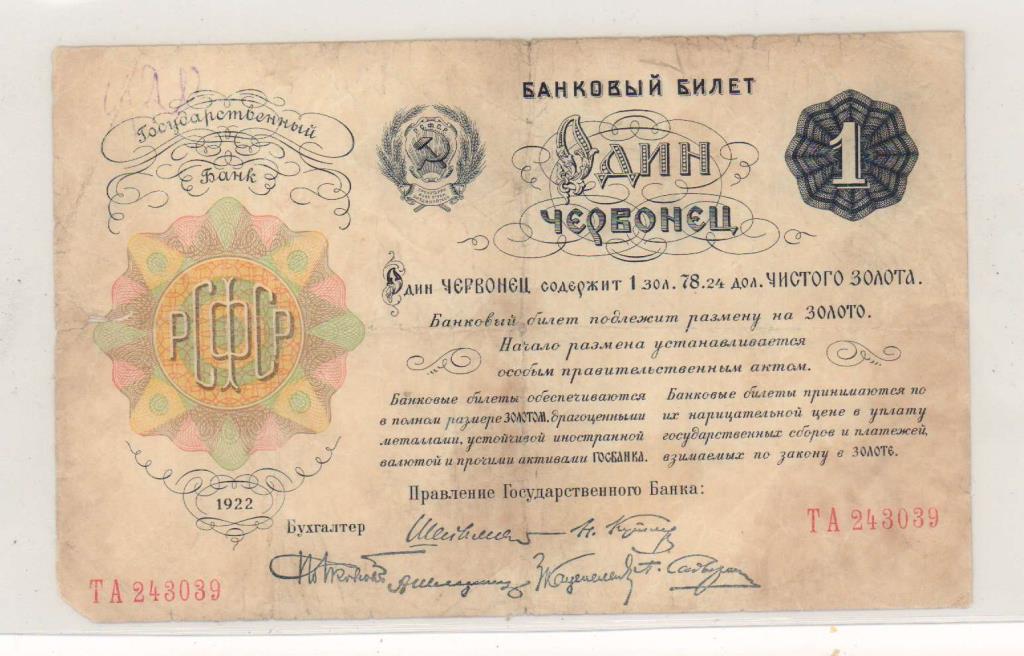 Государственный
Банк
РСФСР
1922
БАНКОВЫЙ БИЛЕТ
РСФСР
ОДИН
ЧЕРВОНЕЦ
1
Один ЧЕРВОНЕЦ содержит 1 зол. 78.24 дол. ЧИСТОГО ЗОЛОТА.
Банковый билет подлежит размену на ЗОЛОТО.
Начало размена устанавливается
особым правительственным актом.
Банковые билеты обеспечиваются
в полном размере ЗОЛОТОМ, драгоценными
металлами, устойчивой иностранной
валютой и прочими активами ГОСБАНКА.
Банковые билеты принимаются по
их нарицательной цене в уплату
государственных сборов и платежей,
взимаемых по закону в ЗОЛОТЕ.
Правление Государственного Банка:
Бухгалтер
ТА 243039
ТА 243039